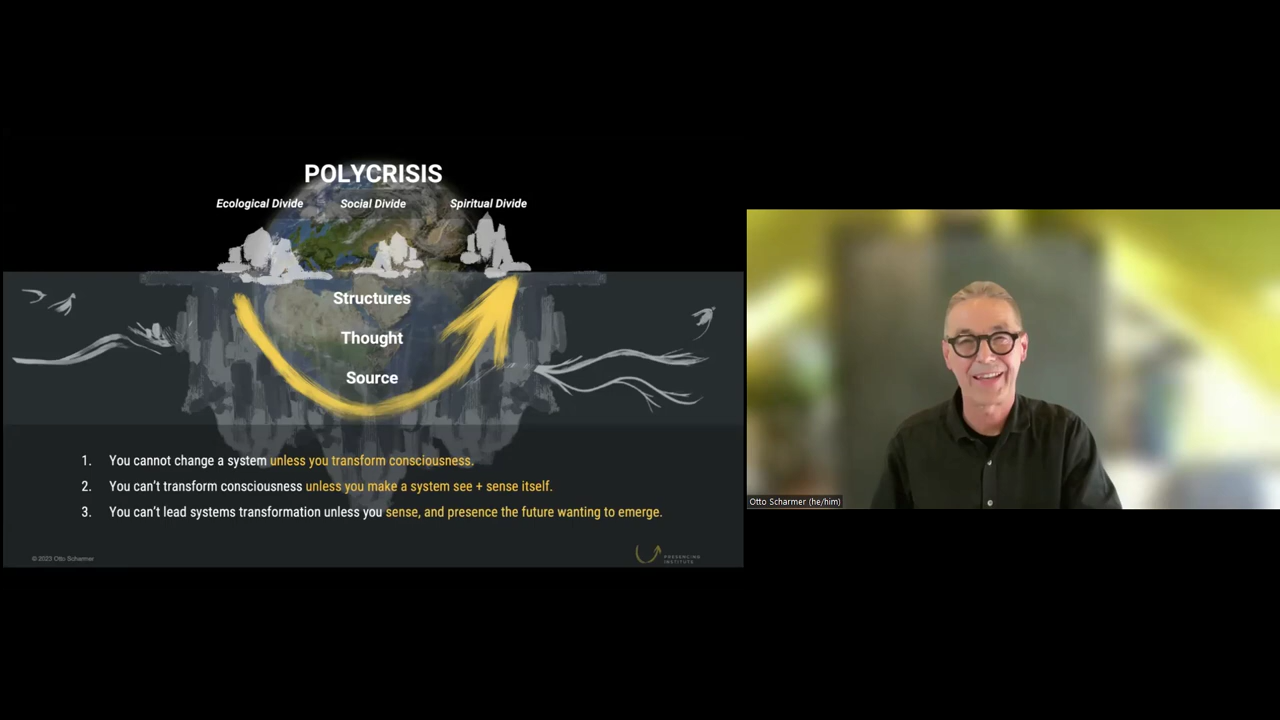 POLYCRISIS
Ecological Divide Social Divide Spiritual Divide
Structures
Thought
Source
1. You cannot change a system unless you transform consciousness.
2. You can't transform consciousness unless you make a system see + sense itself.
3. You can't lead systems transformation unless you sense, and presence the future wanting to emerge.
© 2023 Otto Scharmer
PRESENCING
INSTITUTE
Otto Scharmer (he/him)